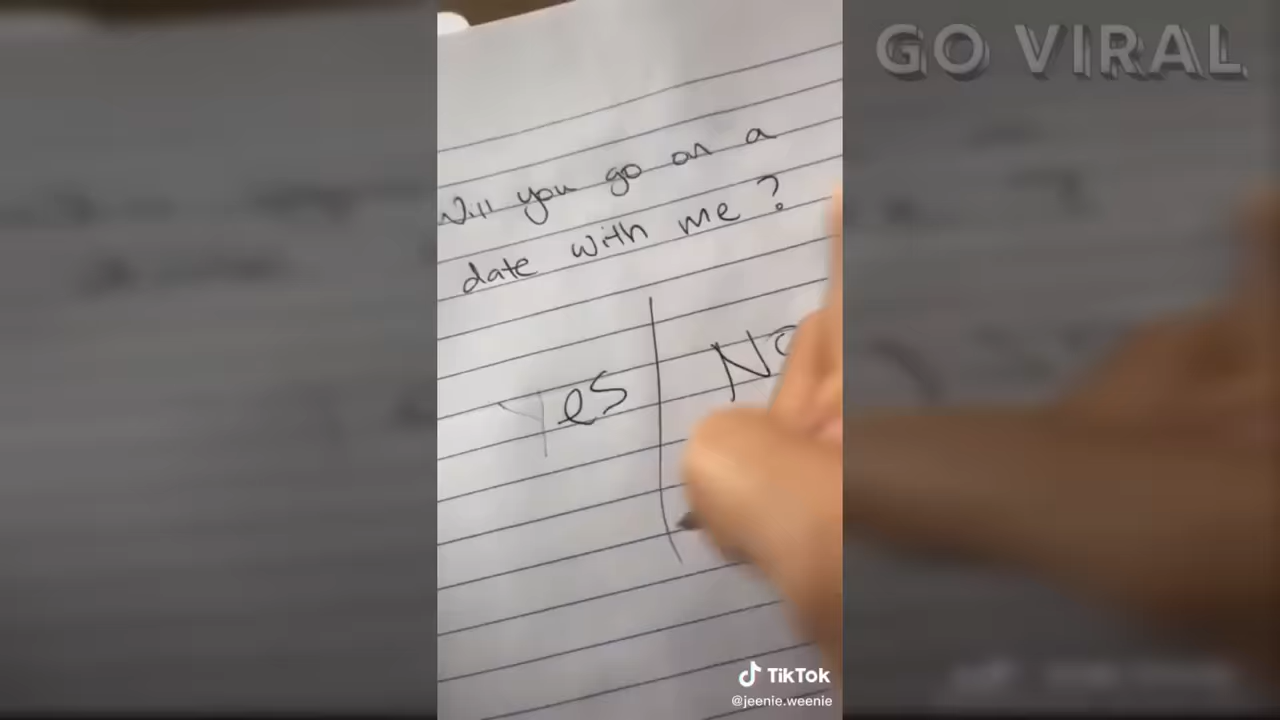 GO VIRAL
Will you go on a
date with me?
Yes No
TikTok
@jeenie.weenie